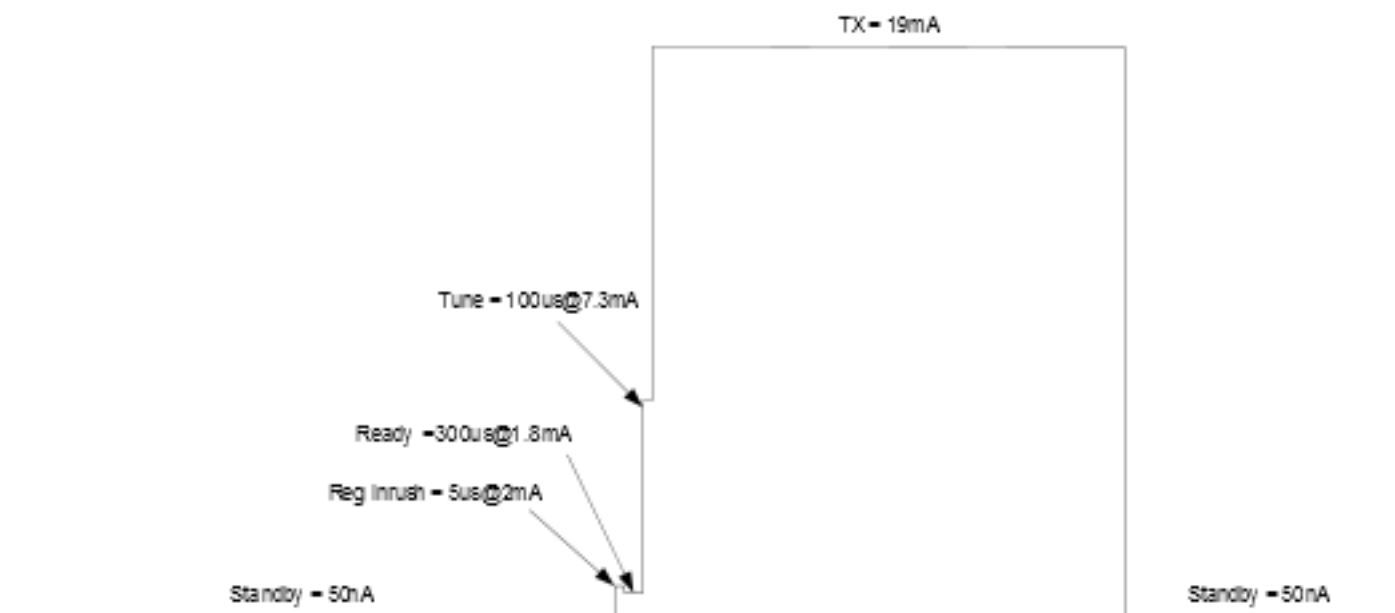 TX = 19mA
Tune = 100us@7.3mA
Ready =300us@1.8mA
Reg Inrush = 5us@2mA
Standby = 50nA
Standby = 50nA